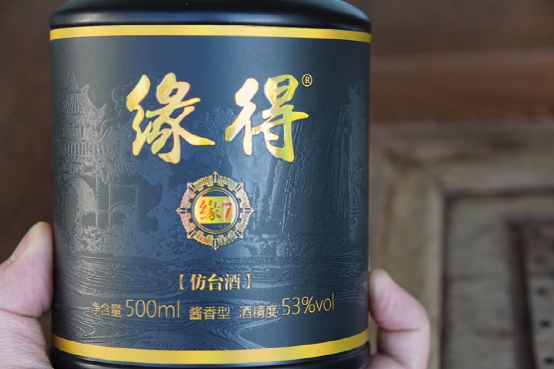 缘得®
缘7
【仿台酒】
净含量500ml 酱香型 酒精度53%vol